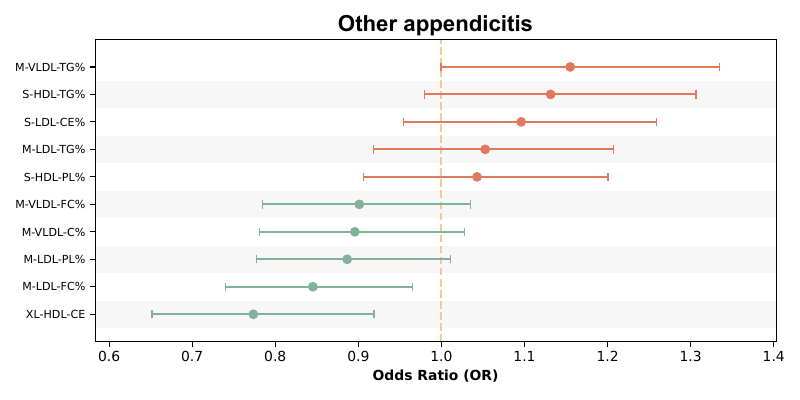 Other appendicitis
M-VLDL-TG%
S-HDL-TG%
S-LDL-CE%
M-LDL-TG%
S-HDL-PL%
M-VLDL-FC%
M-VLDL-C%
M-LDL-PL%
M-LDL-FC%
XL-HDL-CE
0.6 0.7 0.8 0.9 1.0 1.1 1.2 1.3 1.4
Odds Ratio (OR)